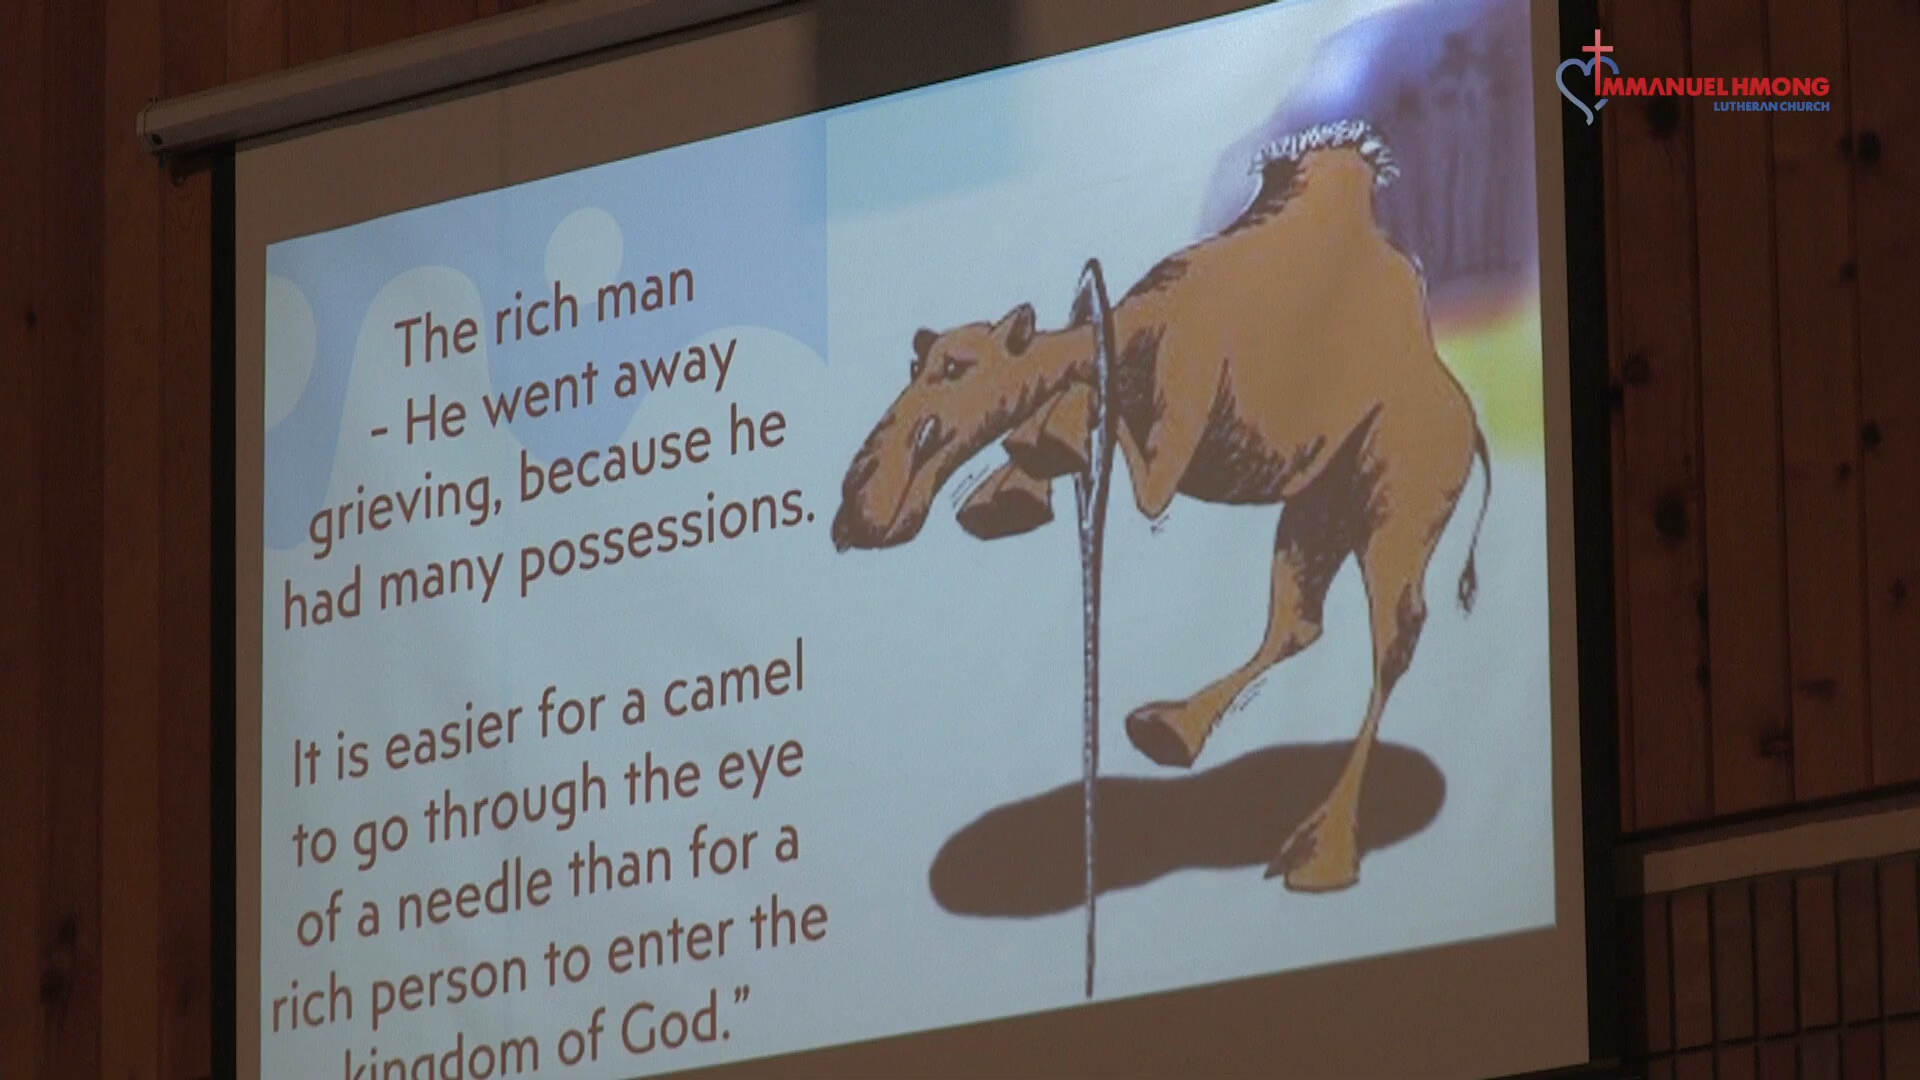 IMMANUEL HMONG
LUTHERAN CHURCH
The rich man
- He went away
grieving, because he
had many possessions.
It is easier for a camel
to go through the eye
of a needle than for a
rich person to enter the
kingdom of God.”